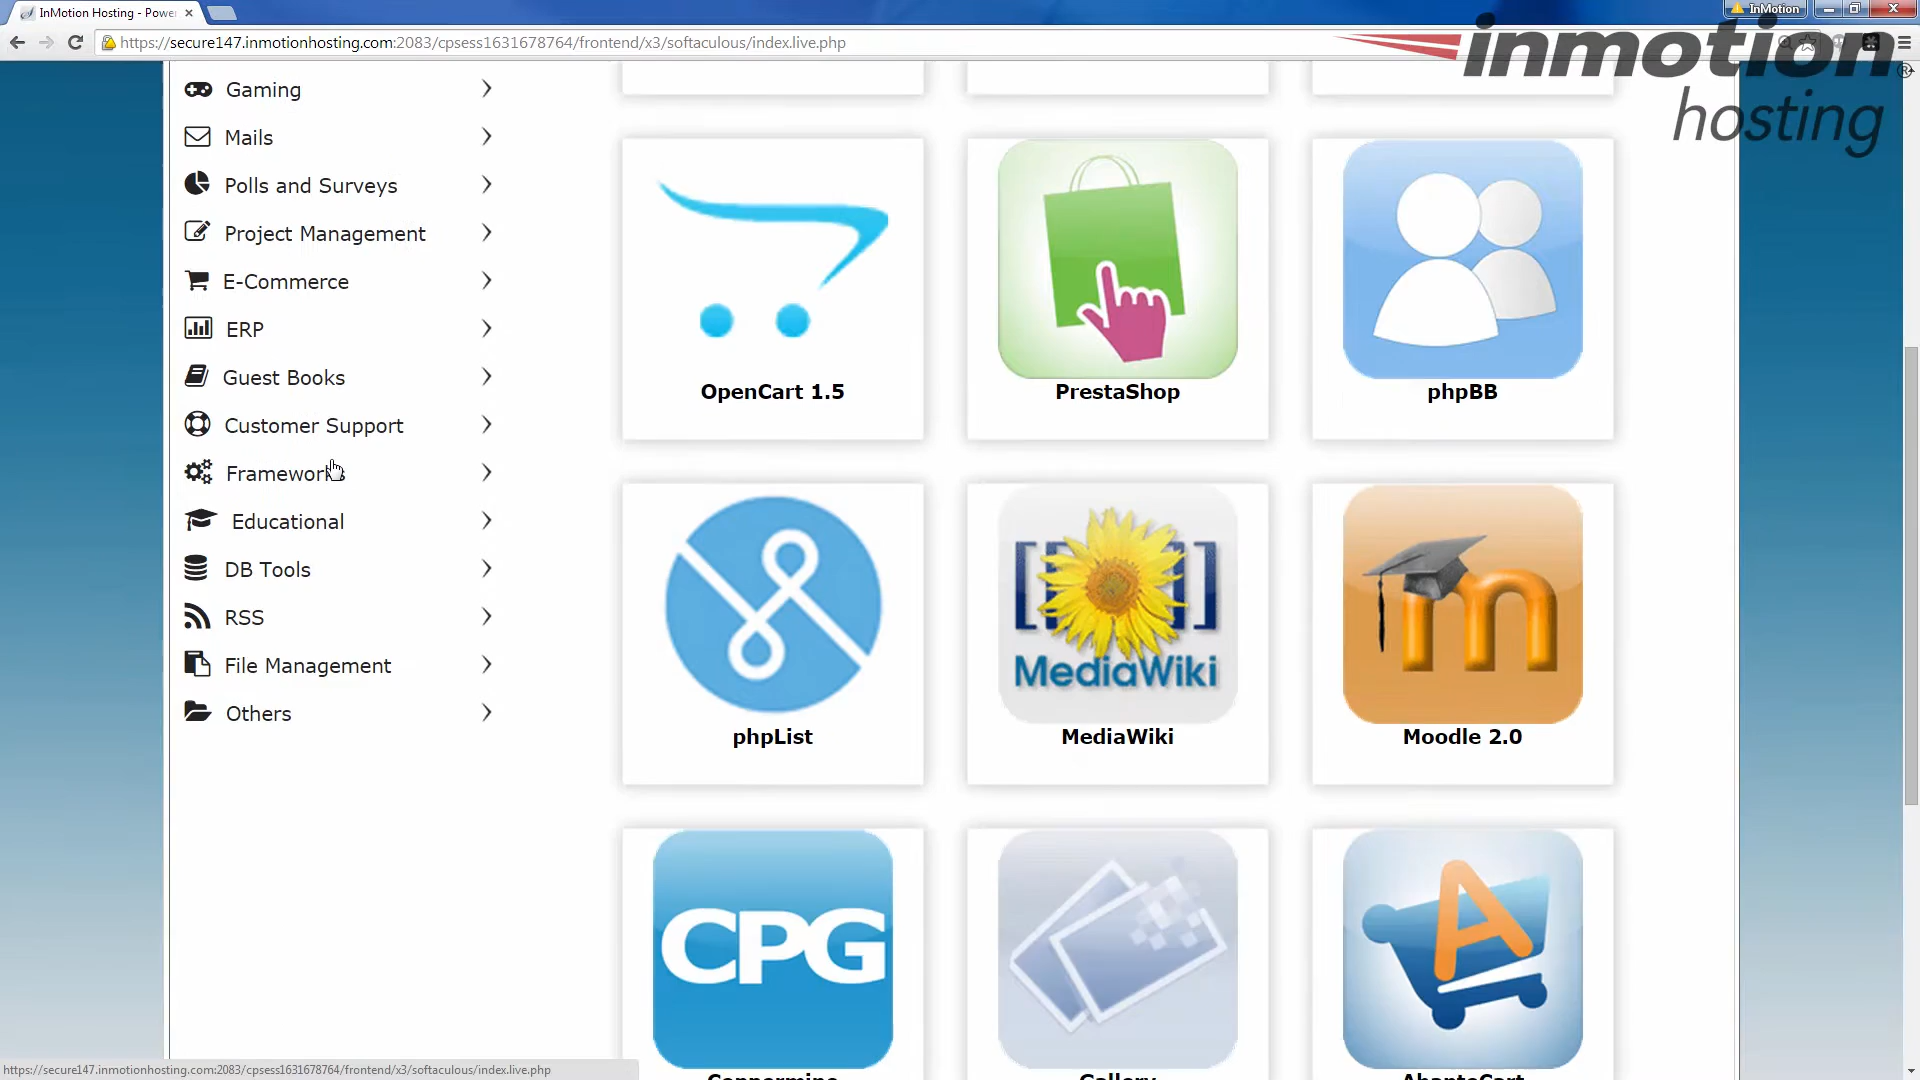 InMotion Hosting - Powe
InMotion
https://secure147.inmotionhosting.com:2083/cpsess1631678764/frontend/x3/softaculous/index.live.php
inmotion
®
hosting
Gaming
Mails
Polls and Surveys
Project Management
E-Commerce
ERP
Guest Books
Customer Support
Frameworks
Educational
DB Tools
RSS
File Management
Others
OpenCart 1.5
PrestaShop
phpBB
MediaWiki
m
phpList
MediaWiki
Moodle 2.0
CPG
A
Coppermine
Gallery
AbanteCart
https://secure147.inmotionhosting.com:2083/cpsess1631678764/frontend/x3/softaculous/index.live.php